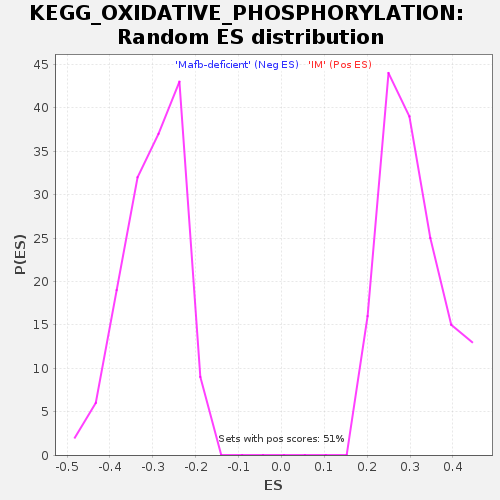 KEGG_OXIDATIVE_PHOSPHORYLATION:
Random ES distribution
'Mafb-deficient' (Neg ES) 'IM' (Pos ES)
45
40
35
30
25
20
15
10
5
0
P(ES)
Sets with pos scores: 51%
-0.5 -0.4 -0.3 -0.2 -0.1 0.0 0.1 0.2 0.3 0.4
ES